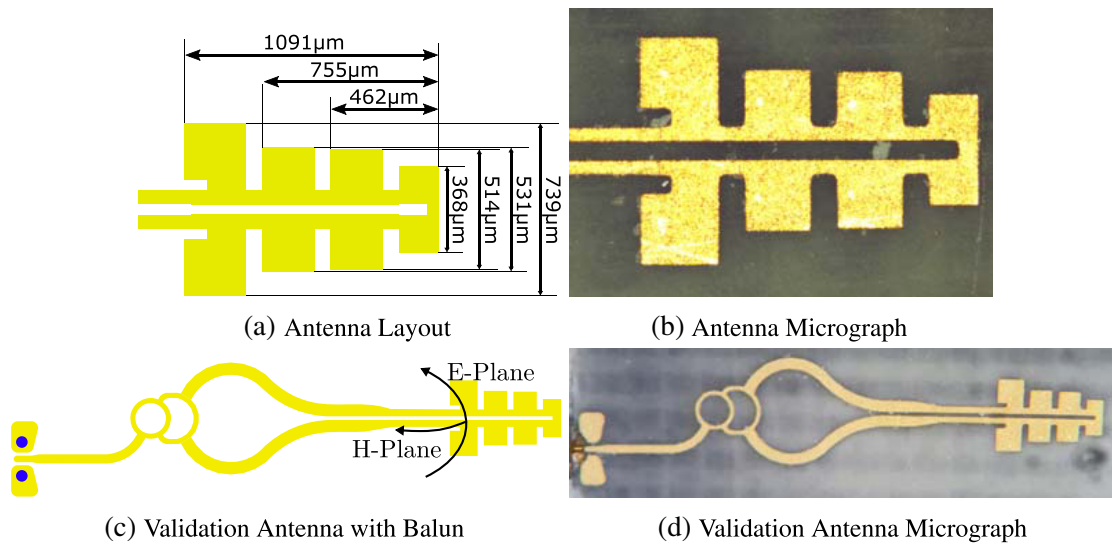 1091µm
755µm
462µm
368µm
514µm
531µm
739µm
(a) Antenna Layout
(b) Antenna Micrograph
E-Plane
H-Plane
(c) Validation Antenna with Balun
(d) Validation Antenna Micrograph